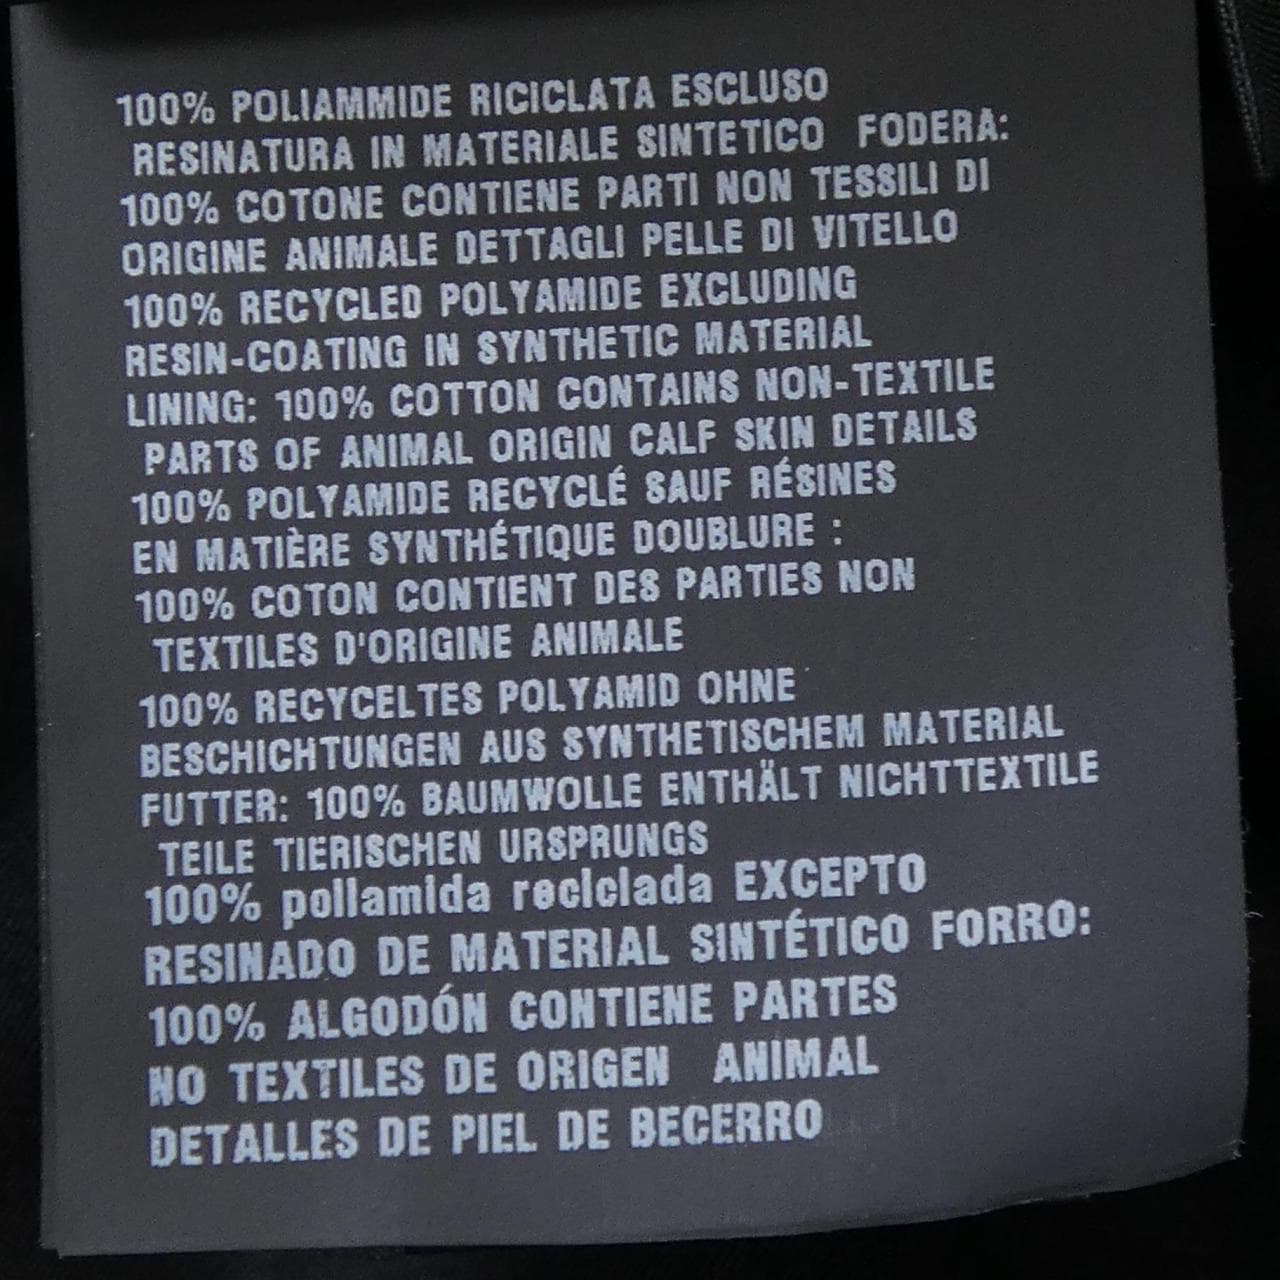 100% POLIAMMIDE RICICLATA ESCLUSO
RESINATURA IN MATERIALE SINTETICO FODERA:
100% COTONE CONTIENE PARTI NON TESSILI DI
ORIGINE ANIMALE DETTAGLI PELLE DI VITELLO
100% RECYCLED POLYAMIDE EXCLUDING
RESIN-COATING IN SYNTHETIC MATERIAL
LINING: 100% COTTON CONTAINS NON-TEXTILE
PARTS OF ANIMAL ORIGIN CALF SKIN DETAILS
100% POLYAMIDE RECYCLÉ SAUF RÉSINES
EN MATIÈRE SYNTHÉTIQUE DOUBLURE :
100% COTON CONTIENT DES PARTIES NON
TEXTILES D'ORIGINE ANIMALE
100% RECYCELTES POLYAMID OHNE
BESCHICHTUNGEN AUS SYNTHETISCHEM MATERIAL
FUTTER: 100% BAUMWOLLE ENTHÄLT NICHTTEXTILE
TEILE TIERISCHEN URSPRUNGS
100% poliamida reciclada EXCEPTO
RESINADO DE MATERIAL SINTÉTICO FORRO:
100% ALGODÓN CONTIENE PARTES
NO TEXTILES DE ORIGEN ANIMAL
DETALLES DE PIEL DE BECERRO